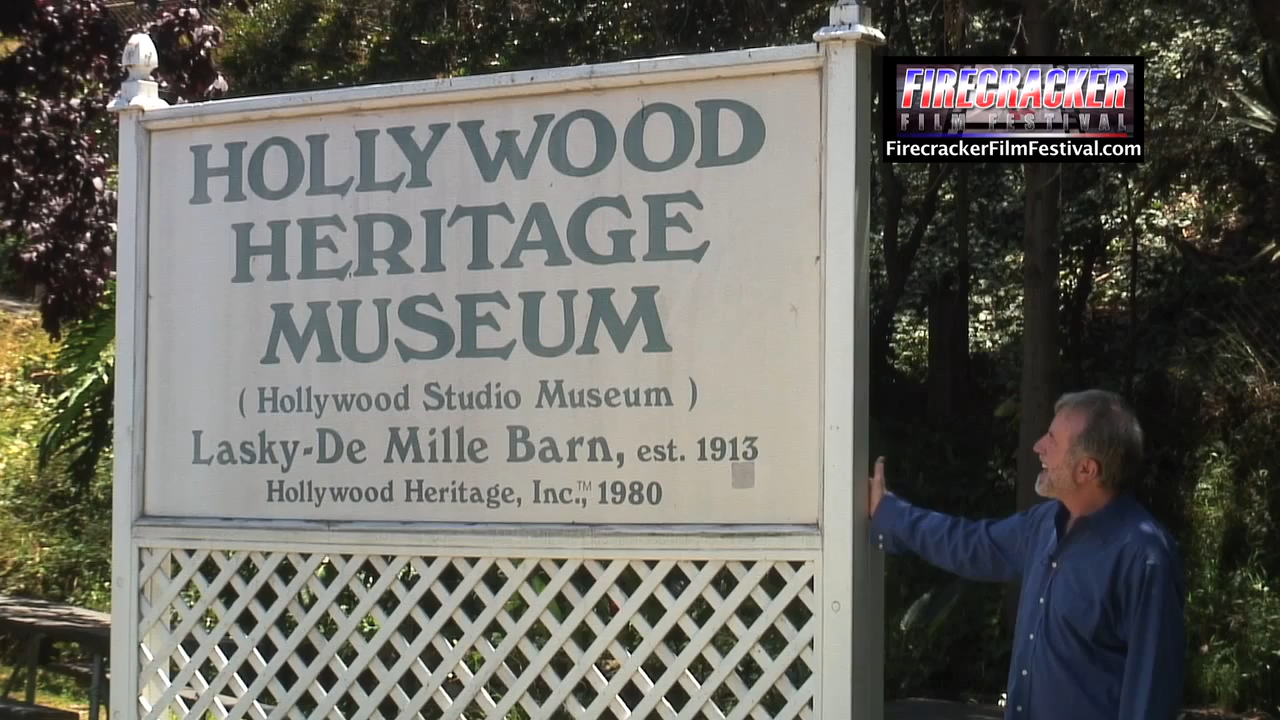 HOLLYWOOD
HERITAGE
MUSEUM
( Hollywood Studio Museum )
Lasky-De Mille Barn, est. 1913
Hollywood Heritage, Inc.,™ 1980
FIRECRACKER
FILM FESTIVAL
FirecrackerFilmFestival.com